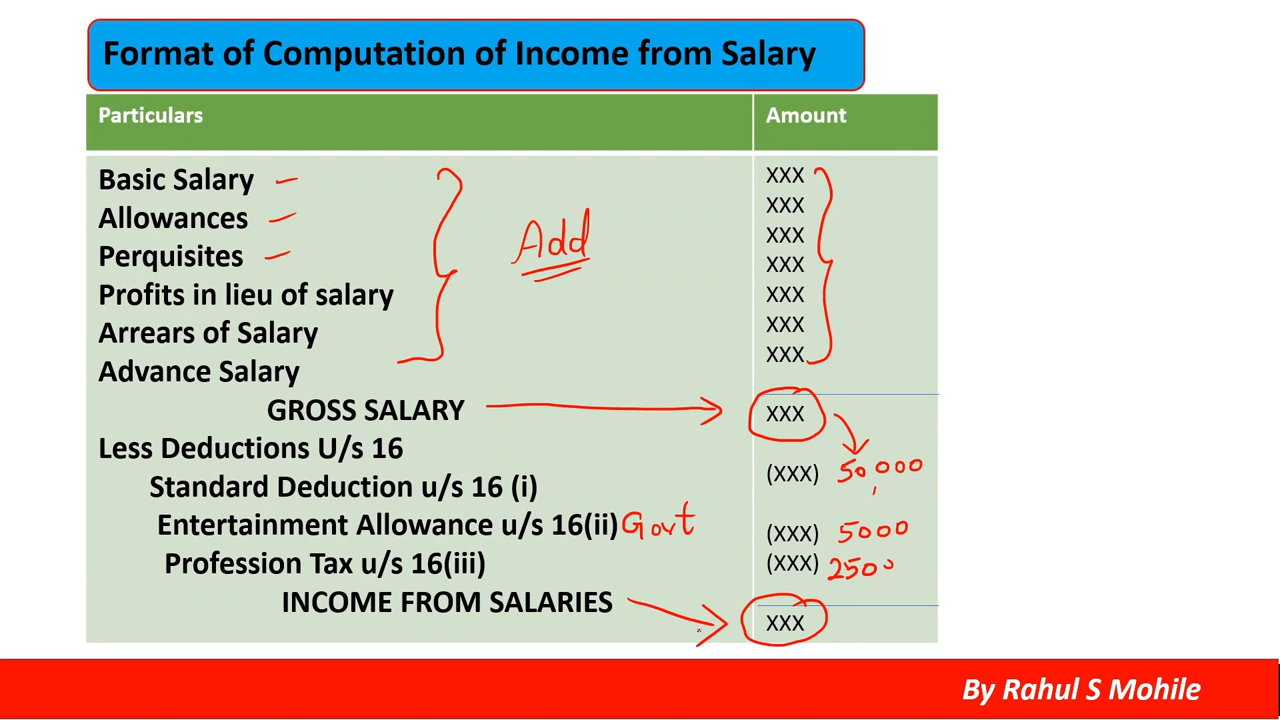 Format of Computation of Income from Salary
Particulars Amount
Basic Salary XXX
Allowances XXX
Perquisites XXX
Add
XXX
Profits in lieu of salary XXX
Arrears of Salary XXX
Advance Salary XXX
GROSS SALARY XXX
Less Deductions U/s 16
Standard Deduction u/s 16 (i) (XXX) 50,000
Entertainment Allowance u/s 16(ii) Govt (XXX) 5000
Profession Tax u/s 16(iii) (XXX) 2500
INCOME FROM SALARIES XXX
By Rahul S Mohile